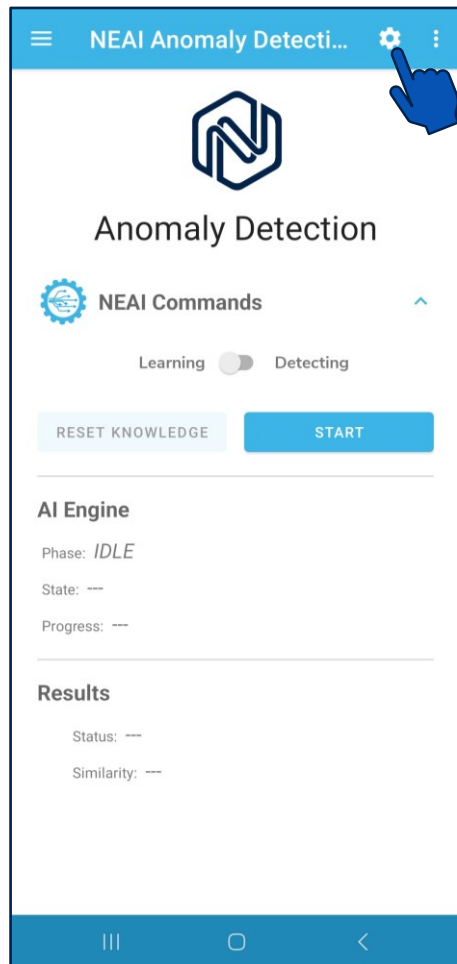 NEAI Anomaly Detecti...
Anomaly Detection
NEAI Commands
Learning Detecting
RESET KNOWLEDGE START
AI Engine
Phase: IDLE
State: ---
Progress: ---
Results
Status: ---
Similarity: ---